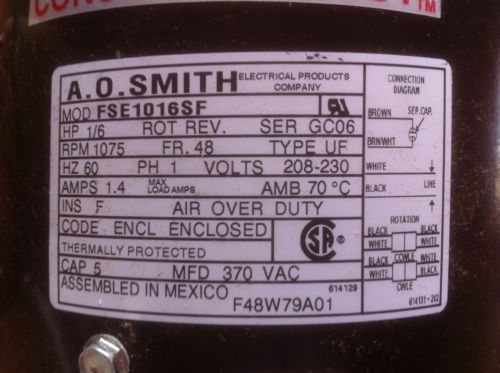 TM
A.O.SMITH ELECTRICAL PRODUCTS COMPANY
MOD FSE1016SF
HP 1/6 ROT REV. SER GC06
RPM 1075 FR. 48 TYPE UF
HZ 60 PH 1 VOLTS 208-230
AMPS 1.4 MAX LOAD AMPS AMB 70 °C
INS F AIR OVER DUTY
CODE ENCL ENCLOSED
THERMALLY PROTECTED
CAP 5 MFD 370 VAC
ASSEMBLED IN MEXICO 614129
F48W79A01
CONNECTION
DIAGRAM
BROWN SEP. CAP.
BRN/WHT
WHITE
BLACK LINE
ROTATION
BLACK BLACK
WHITE WHITE
BLACK CCWLE WHITE
WHITE BLACK
CWLE
614131-2X2